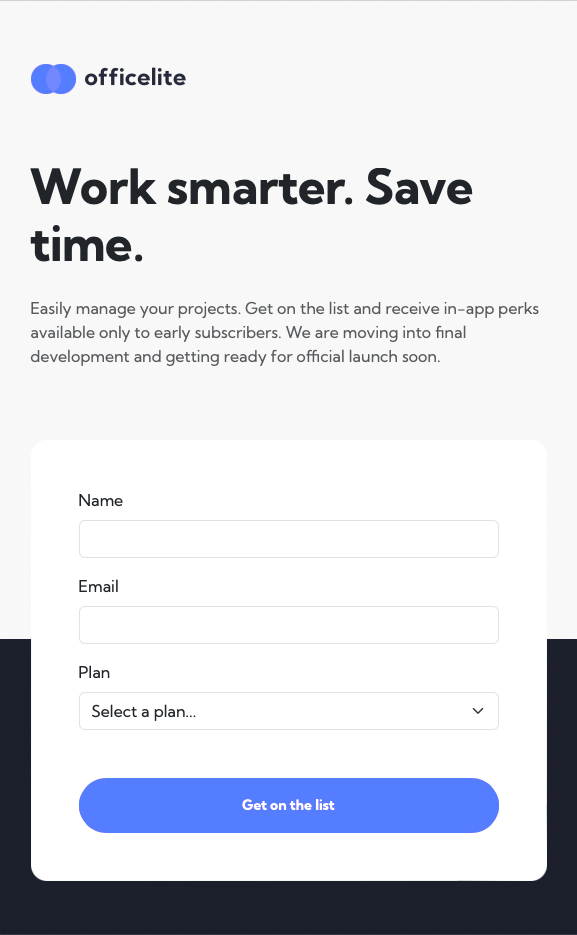 officelite
Work smarter. Save
time.
Easily manage your projects. Get on the list and receive in-app perks
available only to early subscribers. We are moving into final
development and getting ready for official launch soon.
Name
Email
Plan
Select a plan...
Get on the list